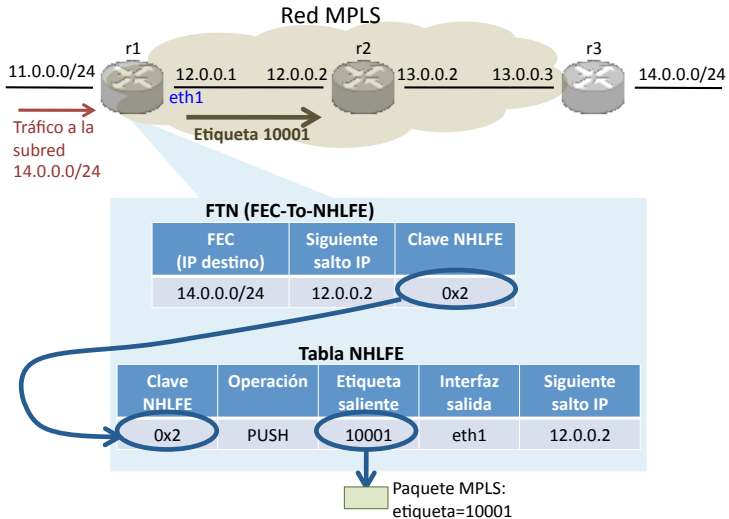 Red MPLS
r1
r2
r3
11.0.0.0/24
12.0.0.1
12.0.0.2
13.0.0.2
13.0.0.3
14.0.0.0/24
eth1
Etiqueta 10001
Tráfico a la
subred
14.0.0.0/24
FTN (FEC-To-NHLFE)
FEC
(IP destino)
Siguiente
salto IP
Clave NHLFE
14.0.0.0/24
12.0.0.2
0x2
Tabla NHLFE
Clave
NHLFE
Operación
Etiqueta
saliente
Interfaz
salida
Siguiente
salto IP
0x2
PUSH
10001
eth1
12.0.0.2
Paquete MPLS:
etiqueta=10001